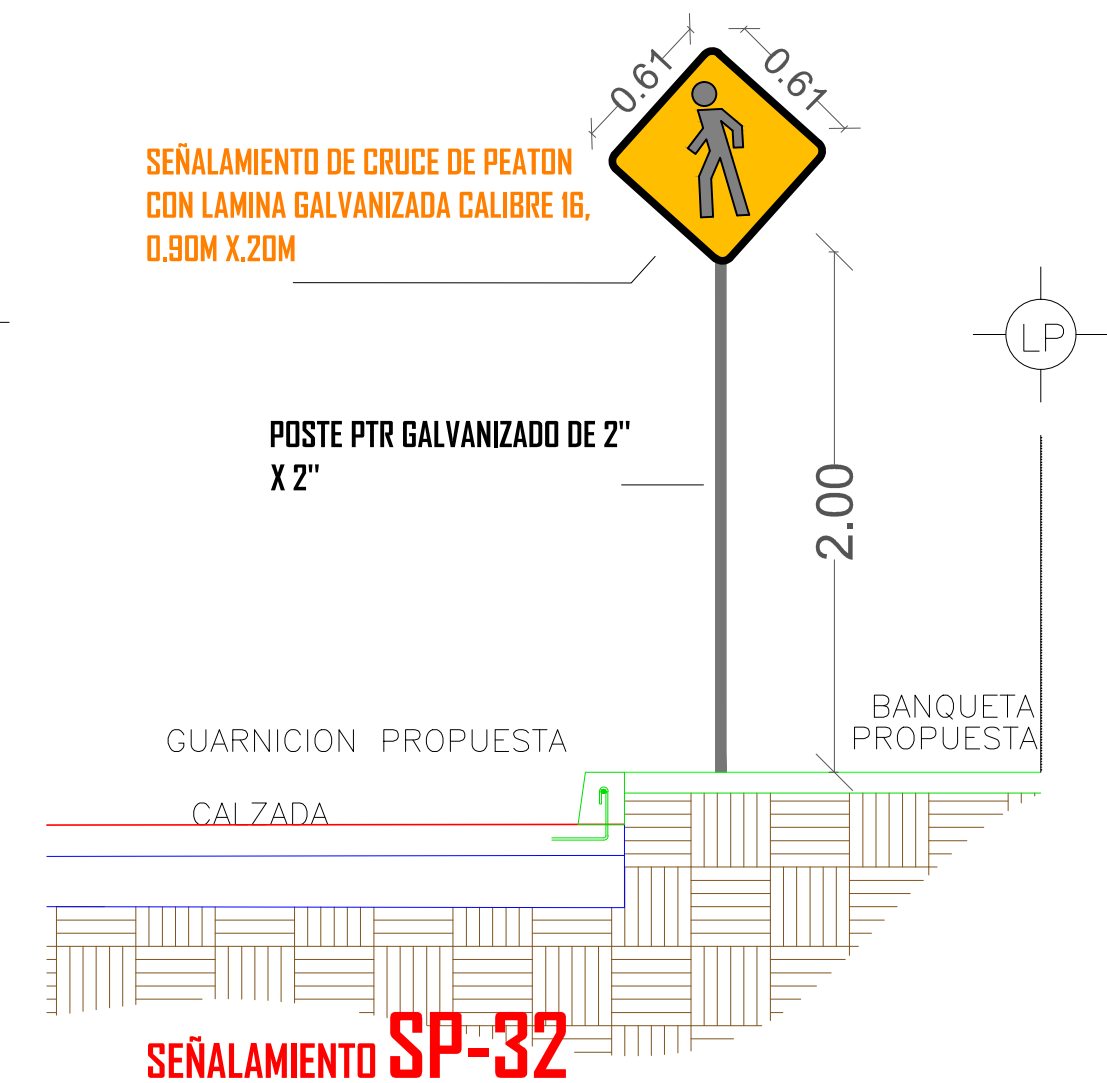 0.61
0.61
SEÑALAMIENTO DE CRUCE DE PEATON
CON LAMINA GALVANIZADA CALIBRE 16,
0.90M X.20M
LP
POSTE PTR GALVANIZADO DE 2"
X 2"
2.00
BANQUETA
PROPUESTA
GUARNICION PROPUESTA
CALZADA
SEÑALAMIENTO SP-32